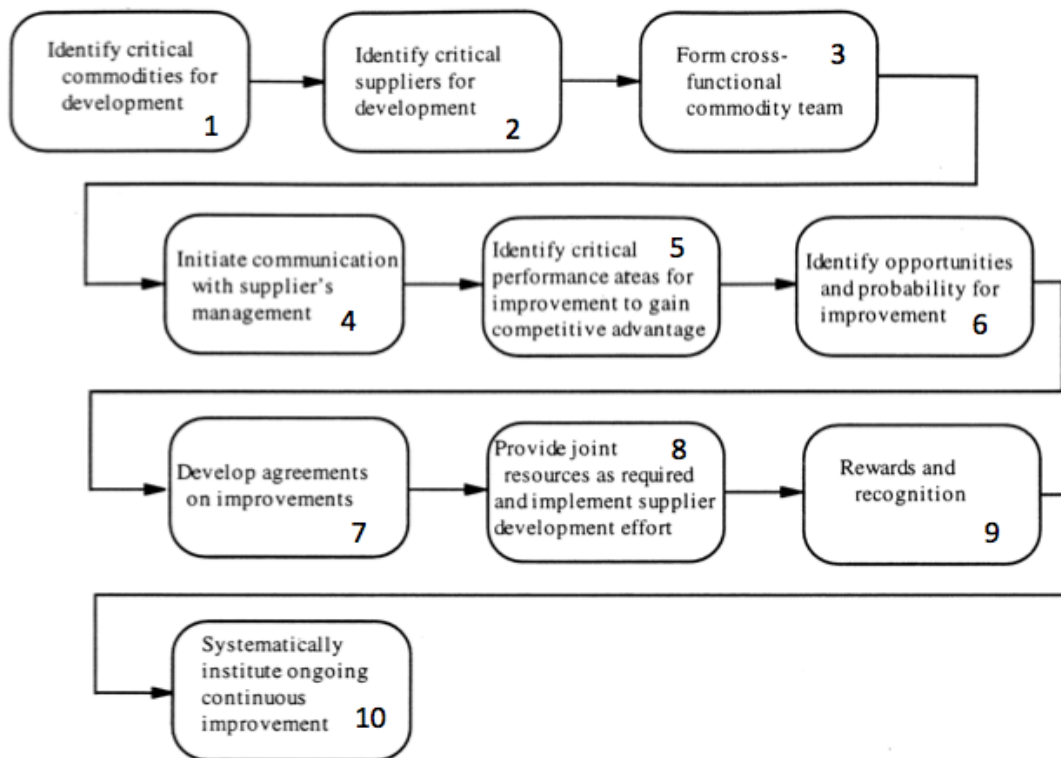 Identify critical
commodities for
development
1
Identify critical
suppliers for
development
2
Form cross-
functional
commodity team
3
Initiate communication
with supplier's
management
4
Identify critical
performance areas for
improvement to gain
competitive advantage
5
Identify opportunities
and probability for
improvement
6
Develop agreements
on improvements
7
Provide joint
resources as required
and implement supplier
development effort
8
Rewards and
recognition
9
Systematically
institute ongoing
continuous
improvement
10